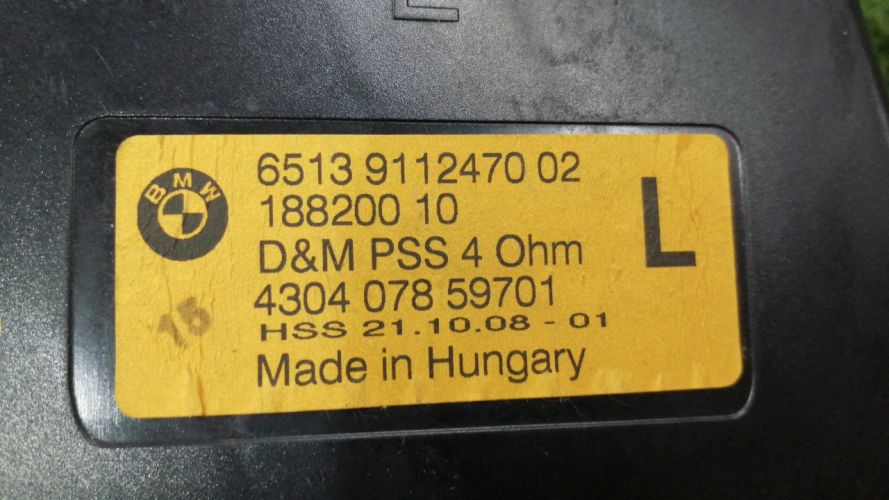 BMW
6513 9112470 02
188200 10
D&M PSS 4 Ohm
L
4304 078 59701
15
HSS 21.10.08 - 01
Made in Hungary